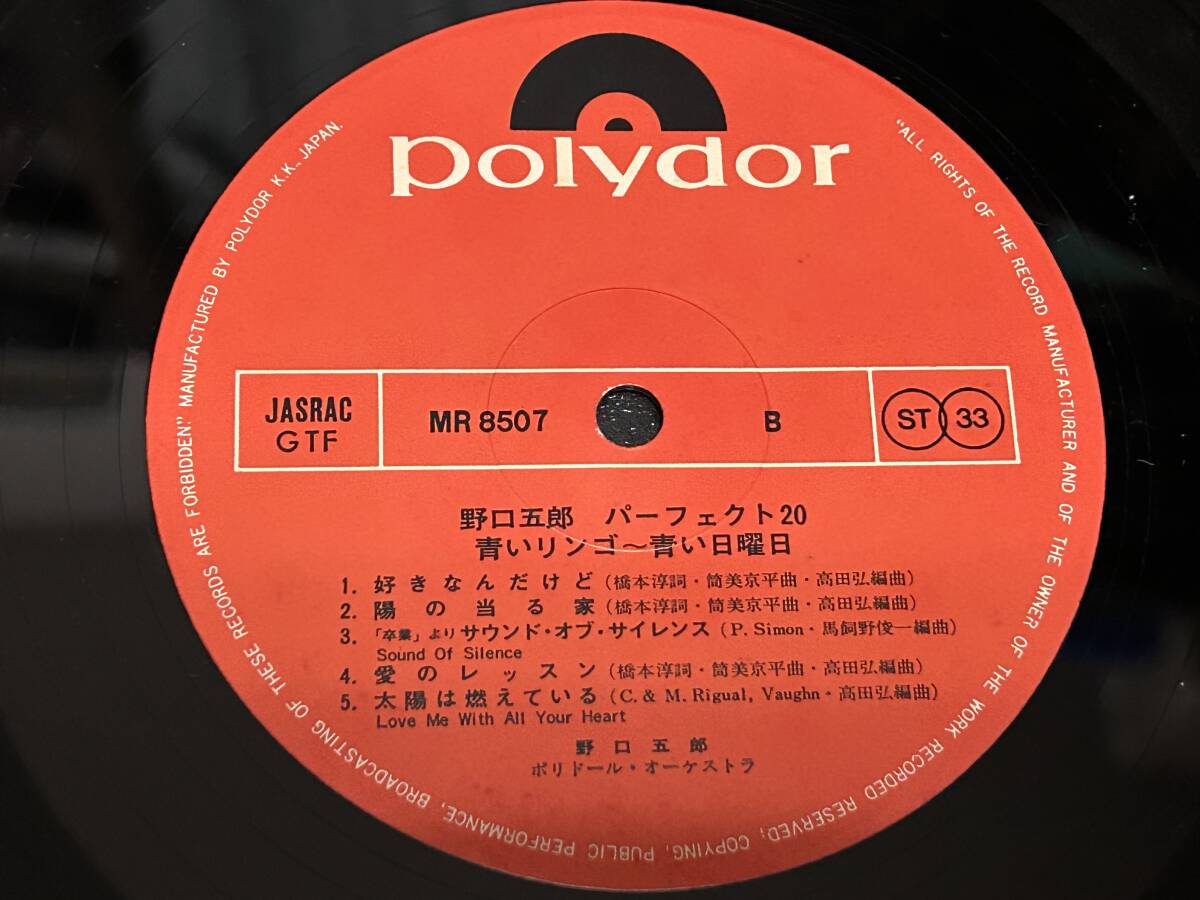 polydor
JASRAC
GTF
MR 8507
B
ST 33
野口五郎 パーフェクト20
青いリンゴ〜青い日曜日
1. 好きなんだけど (橋本淳詞・筒美京平曲・高田弘編曲)
2. 陽の当る家 (橋本淳詞・筒美京平曲・高田弘編曲)
3. 「卒業」よりサウンド・オブ・サイレンス (P. Simon・馬飼野俊一編曲)
Sound Of Silence
4. 愛のレッスン (橋本淳詞・筒美京平曲・高田弘編曲)
5. 太陽は燃えている (C. & M. Rigual, Vaughn・高田弘編曲)
Love Me With All Your Heart
野口五郎
ポリドール・オーケストラ
"ALL RIGHTS OF THE RECORD MANUFACTURER AND OF THE OWNER OF THE WORK RECORDED RESERVED; COPYING, PUBLIC PERFORMANCE, BROADCASTING OF THESE RECORDS ARE FORBIDDEN." MANUFACTURED BY POLYDOR K.K., JAPAN.